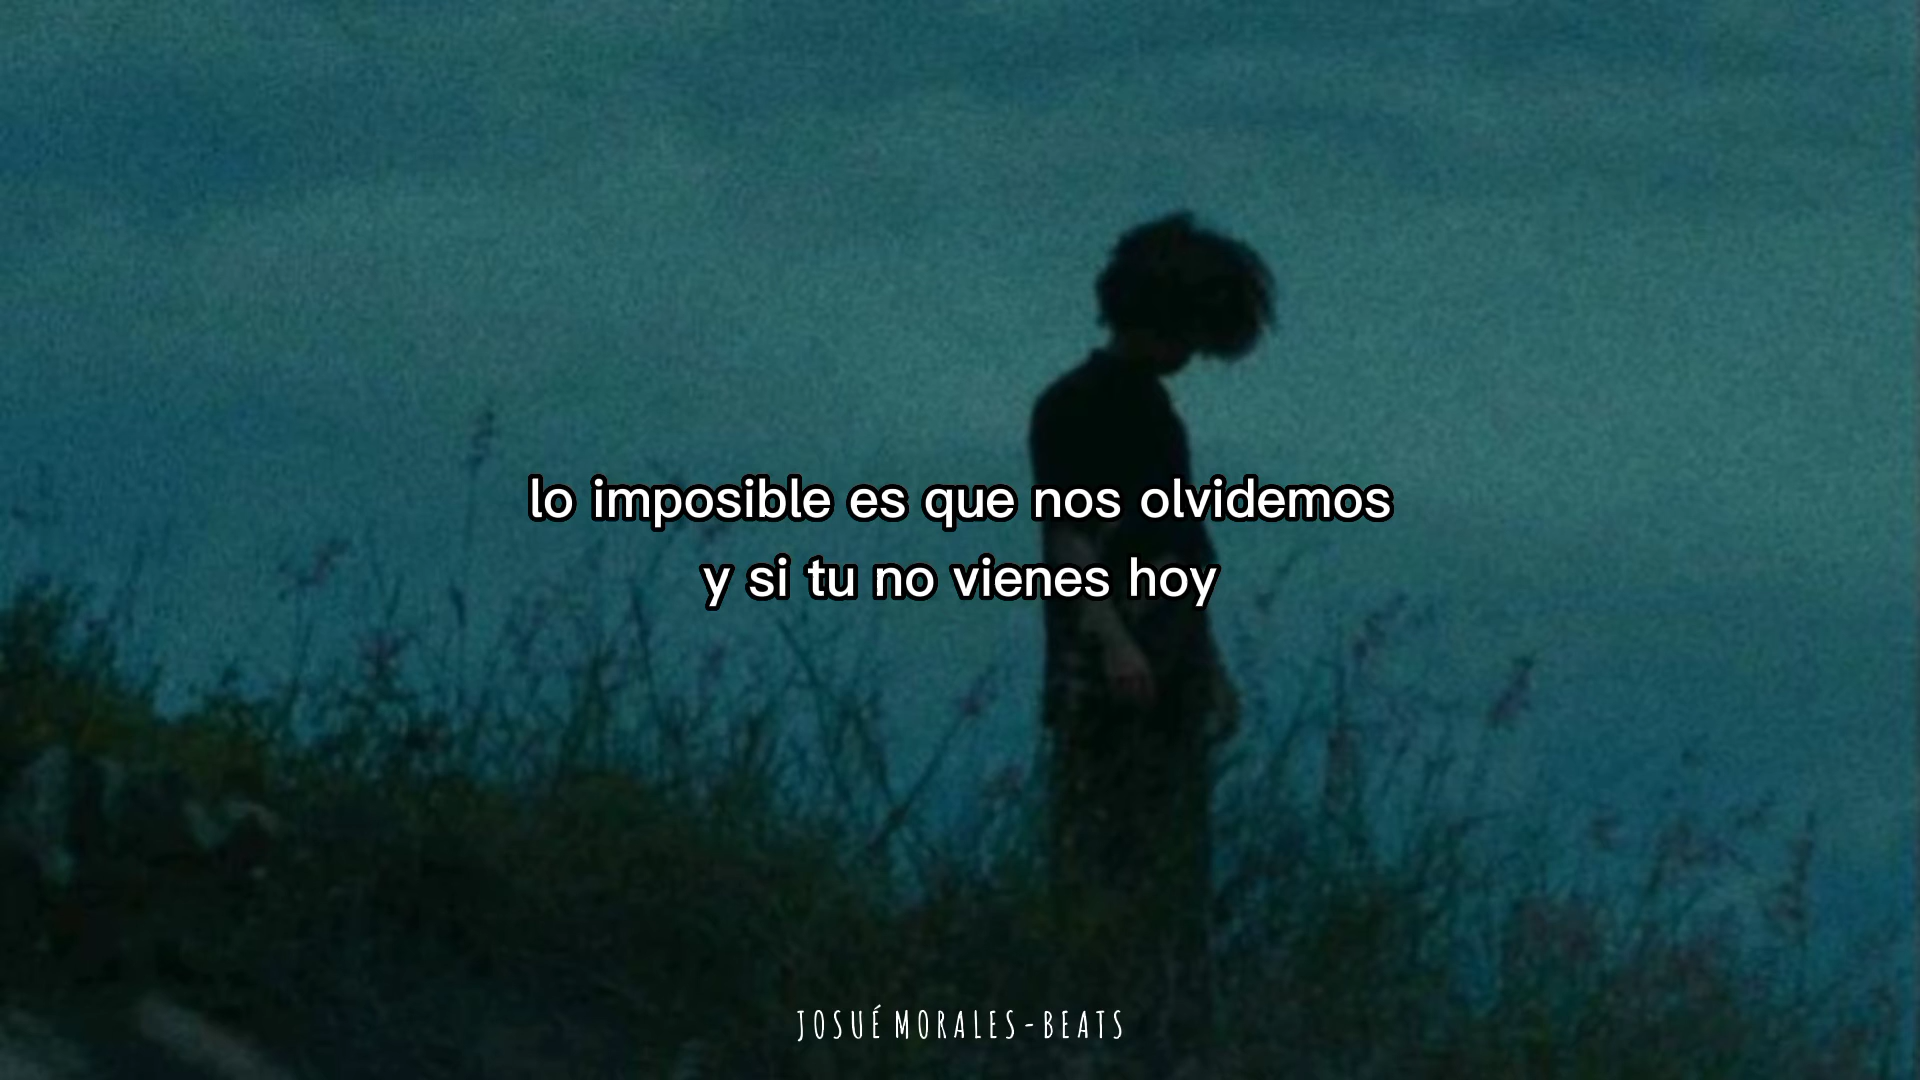 lo imposible es que nos olvidemos
y si tu no vienes hoy
JOSUÉ MORALES-BEATS